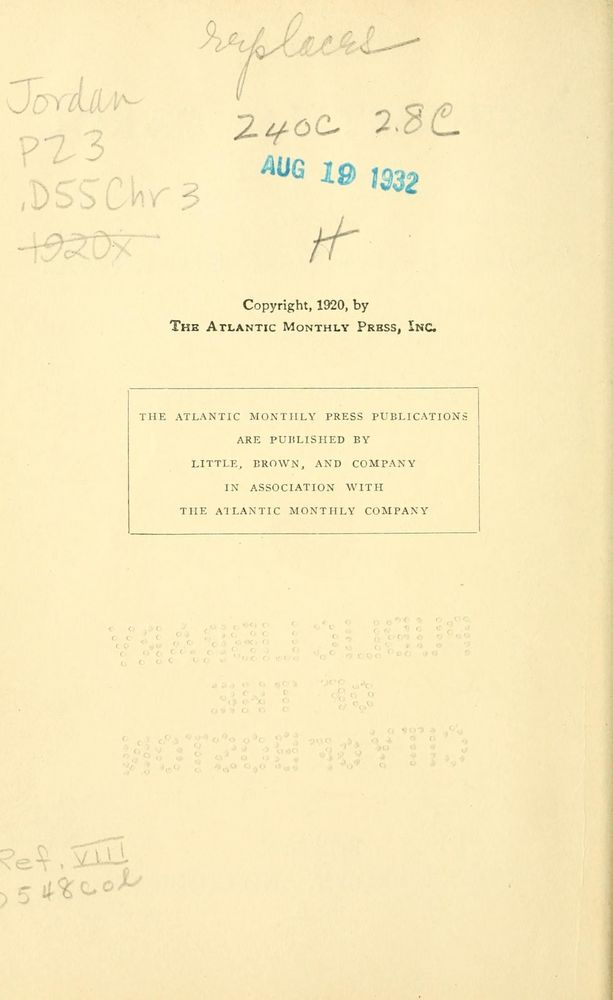 replaces
Jordan
PZ3
.D55Chr3
1920x
240C 2.8C
AUG 19 1932
H
Copyright, 1920, by
THE ATLANTIC MONTHLY PRESS, INC.
THE ATLANTIC MONTHLY PRESS PUBLICATIONS
ARE PUBLISHED BY
LITTLE, BROWN, AND COMPANY
IN ASSOCIATION WITH
THE ATLANTIC MONTHLY COMPANY
Ref. VIII